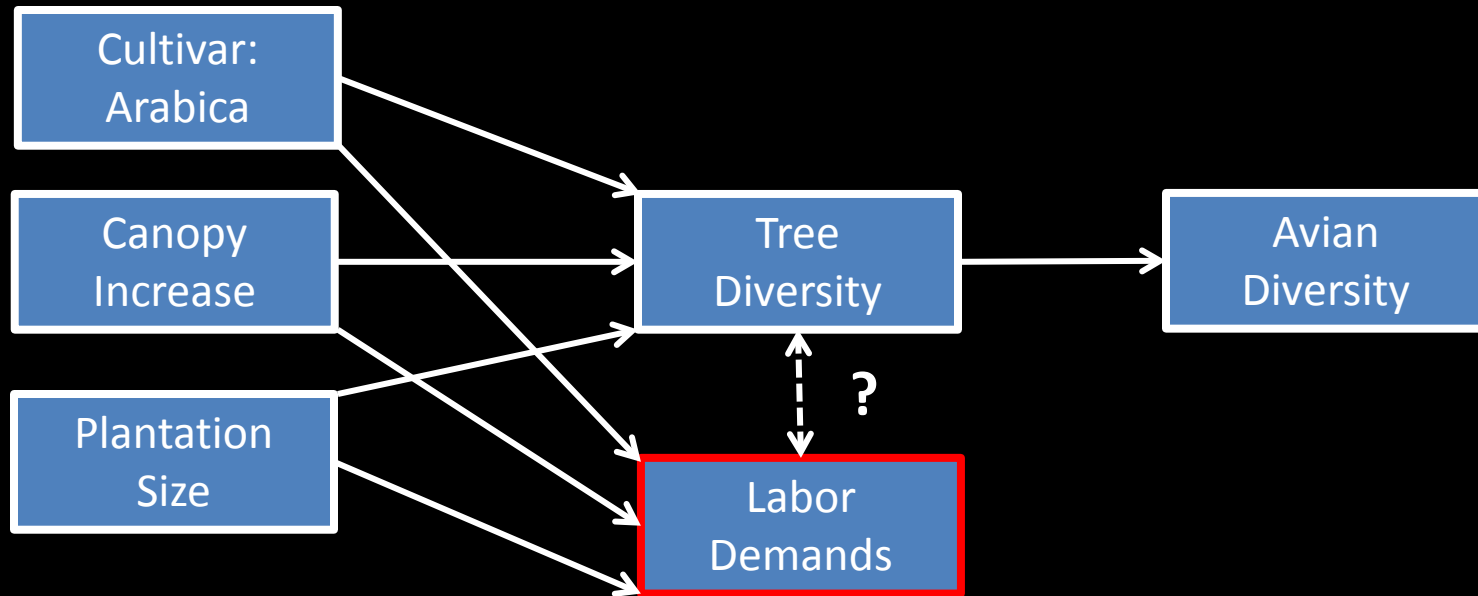 Cultivar:
Arabica
Canopy
Increase
Plantation
Size
Tree
Diversity
?
Labor
Demands
Avian
Diversity